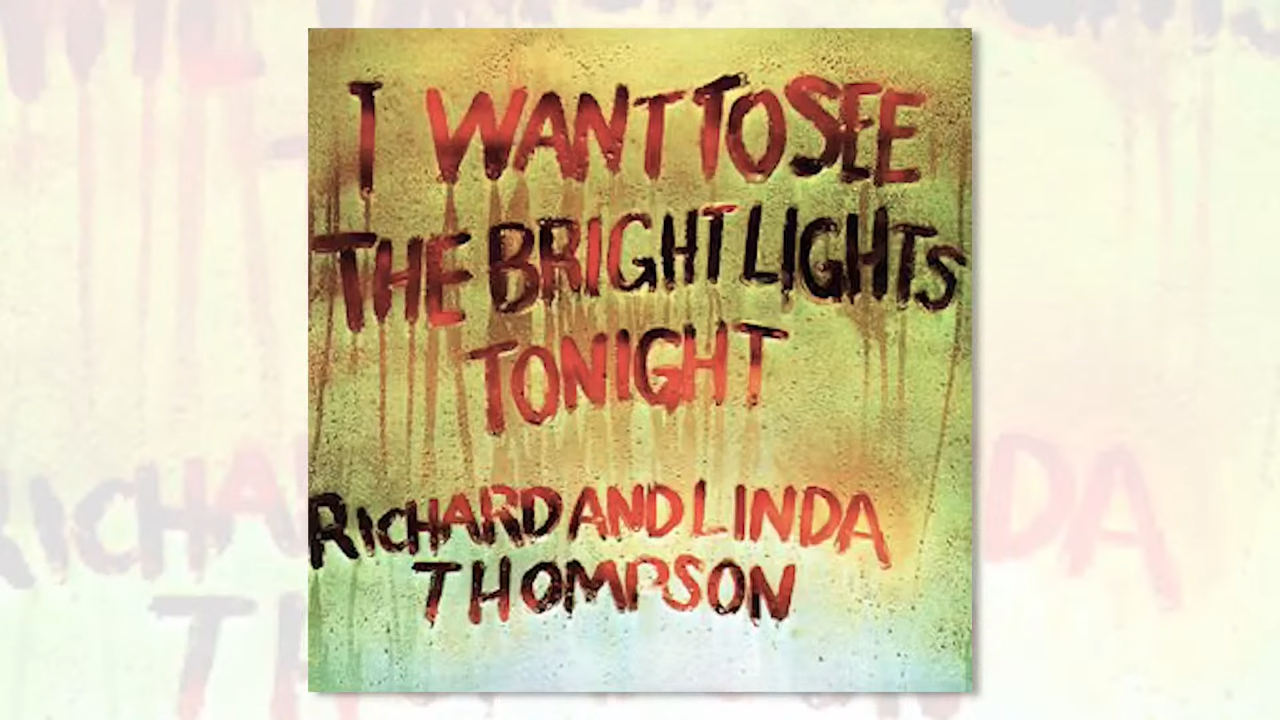 I WANT TO SEE
THE BRIGHT LIGHTS
TONIGHT
RICHARD AND LINDA
THOMPSON